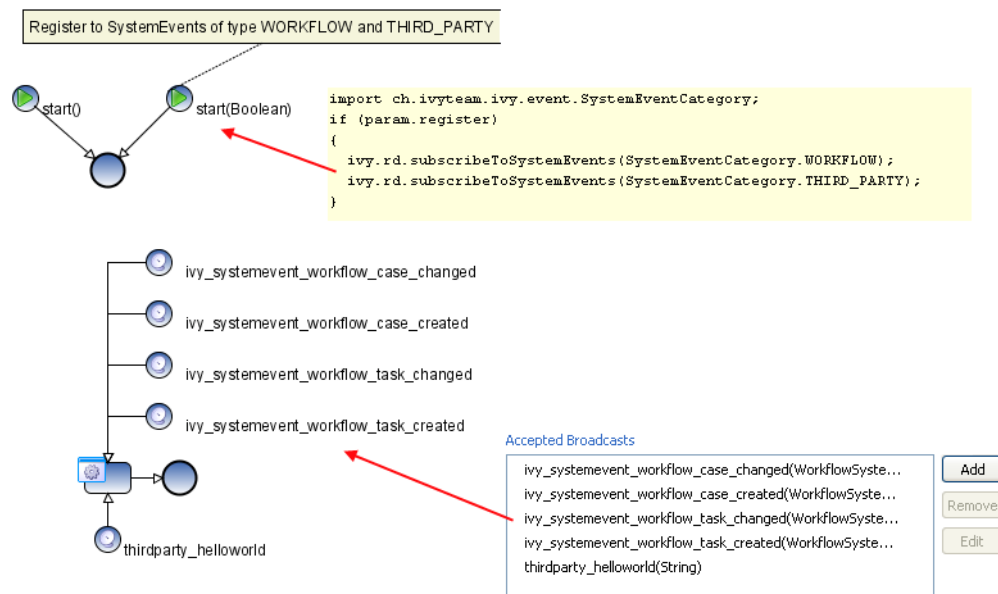 Register to SystemEvents of type WORKFLOW and THIRD_PARTY
start()
start(Boolean)
import ch.ivyteam.ivy.event.SystemEventCategory;
if (param.register)
{
ivy.rd.subscribeToSystemEvents(SystemEventCategory.WORKFLOW);
ivy.rd.subscribeToSystemEvents(SystemEventCategory.THIRD_PARTY);
}
ivy_systemevent_workflow_case_changed
ivy_systemevent_workflow_case_created
ivy_systemevent_workflow_task_changed
ivy_systemevent_workflow_task_created
thirdparty_helloworld
Accepted Broadcasts
ivy_systemevent_workflow_case_changed(WorkflowSyste...
ivy_systemevent_workflow_case_created(WorkflowSyste...
ivy_systemevent_workflow_task_changed(WorkflowSyste...
ivy_systemevent_workflow_task_created(WorkflowSyste...
thirdparty_helloworld(String)
Add
Remove
Edit